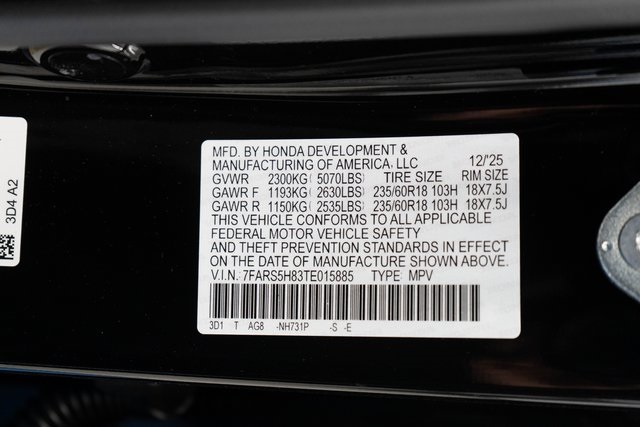 MFD. BY HONDA DEVELOPMENT &
MANUFACTURING OF AMERICA, LLC 12/'25
GVWR 2300KG( 5070LBS) TIRE SIZE RIM SIZE
GAWR F 1193KG( 2630LBS) 235/60R18 103H 18X7.5J
GAWR R 1150KG( 2535LBS) 235/60R18 103H 18X7.5J
THIS VEHICLE CONFORMS TO ALL APPLICABLE
FEDERAL MOTOR VEHICLE SAFETY
AND THEFT PREVENTION STANDARDS IN EFFECT
ON THE DATE OF MANUFACTURE SHOWN ABOVE.
V.I.N. 7FARS5H83TE015885 TYPE: MPV
3D1 T AG8 -NH731P -S -E
3D4 A2